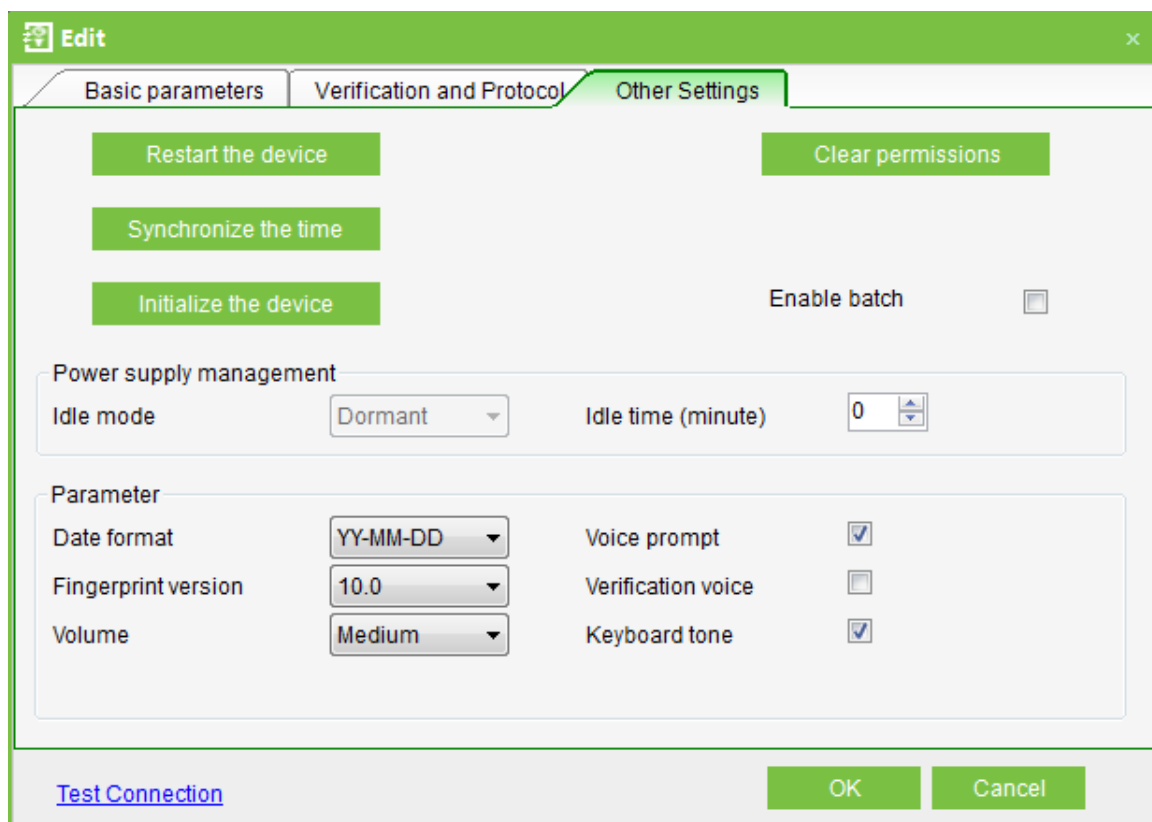 Edit
Basic parameters
Verification and Protocol
Other Settings
Restart the device
Clear permissions
Synchronize the time
Initialize the device
Enable batch
Power supply management
Idle mode
Dormant
Idle time (minute)
0
Parameter
Date format
YY-MM-DD
Voice prompt
Fingerprint version
10.0
Verification voice
Volume
Medium
Keyboard tone
Test Connection
OK
Cancel